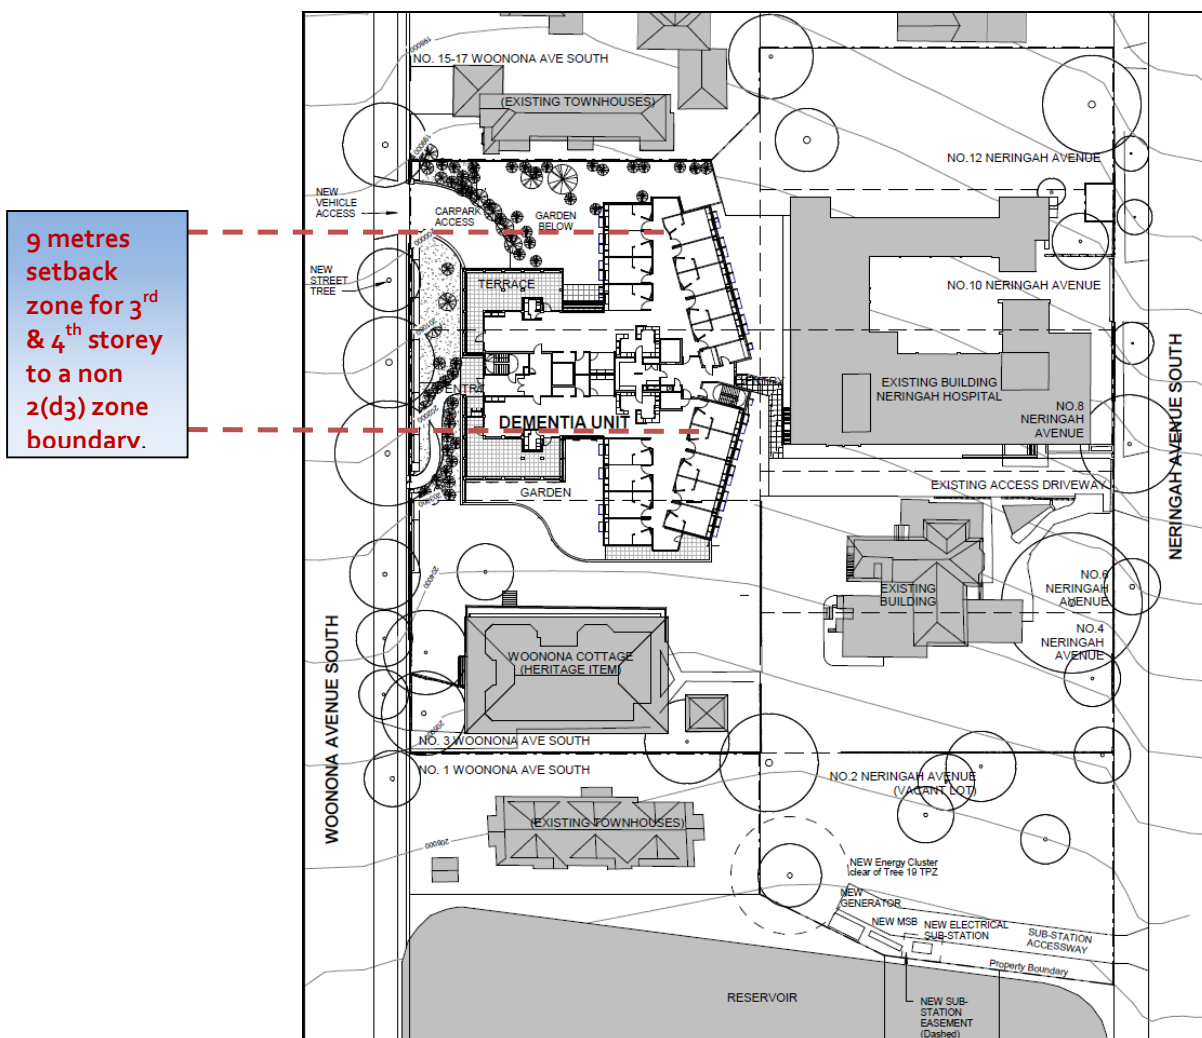 9 metres
setback
zone for 3rd
& 4th storey
to a non
2(d3) zone
boundary.
NO. 15-17 WOONONA AVE SOUTH
(EXISTING TOWNHOUSES)
NEW
VEHICLE
ACCESS
CARPARK
ACCESS
GARDEN
BELOW
NEW
STREET
TREE
TERRACE
DEMENTIA UNIT
GARDEN
WOONONA COTTAGE
(HERITAGE ITEM)
NO. 3 WOONONA AVE SOUTH
NO. 1 WOONONA AVE SOUTH
(EXISTING TOWNHOUSES)
WOONONA AVENUE SOUTH
NO.12 NERINGAH AVENUE
NO.10 NERINGAH AVENUE
EXISTING BUILDING
NERINGAH HOSPITAL
NO.8
NERINGAH
AVENUE
EXISTING ACCESS DRIVEWAY
EXISTING
BUILDING
NO.6
NERINGAH
AVENUE
NO.4
NERINGAH
AVENUE
NERINGAH AVENUE SOUTH
NO.2 NERINGAH AVENUE
(VACANT LOT)
NEW Energy Cluster
clear of Tree 19 TPZ
NEW
GENERATOR
NEW MSB
NEW ELECTRICAL
SUB-STATION
SUB-STATION
ACCESSWAY
Property Boundary
RESERVOIR
NEW SUB-
STATION
EASEMENT
(Dashed)